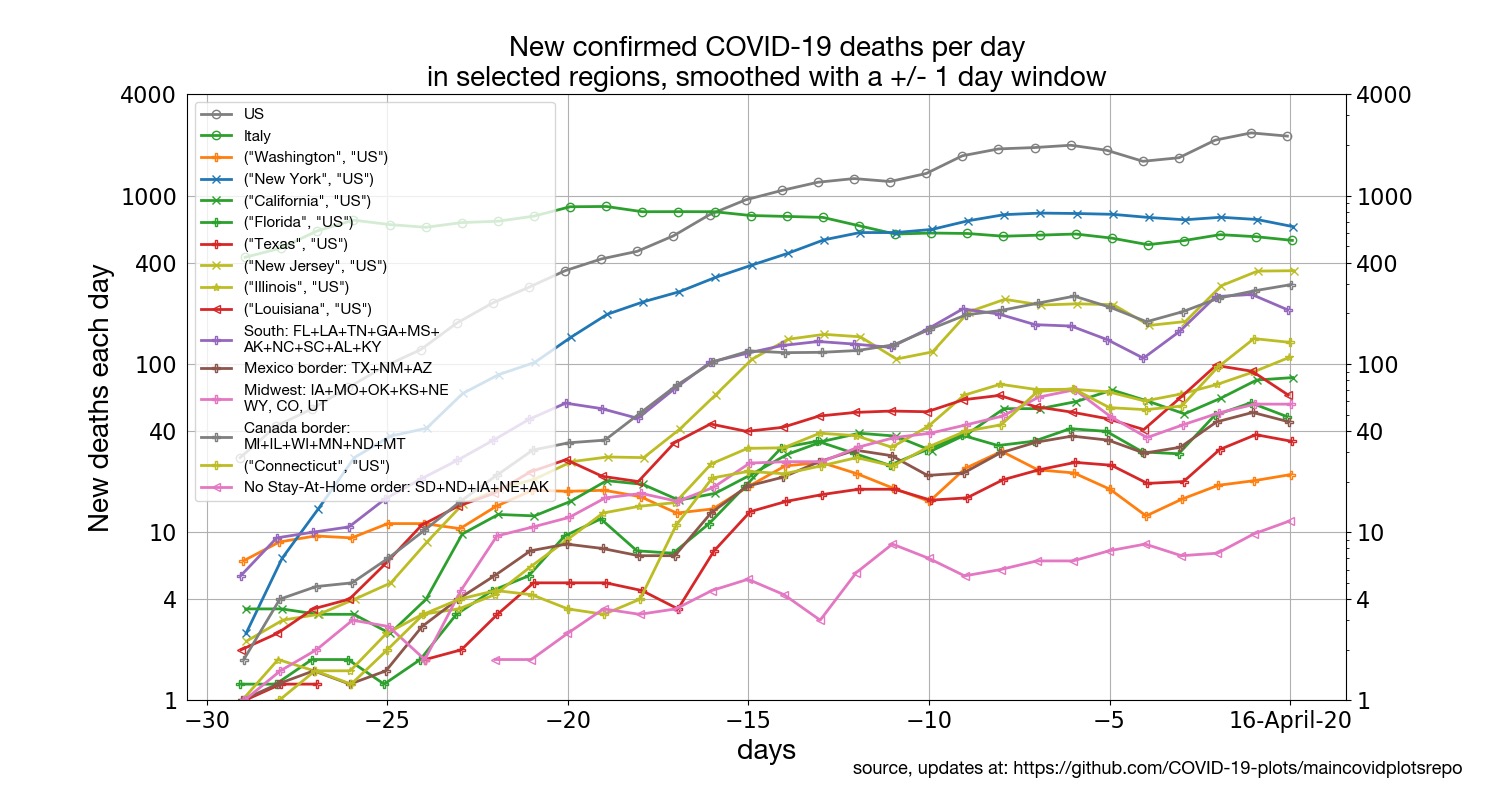 New confirmed COVID-19 deaths per day
in selected regions, smoothed with a +/- 1 day window
4000
1000
400
100
40
10
4
1
4000
1000
400
100
40
10
4
1
New deaths each day
US
Italy
("Washington", "US")
("New York", "US")
("California", "US")
("Florida", "US")
("Texas", "US")
("New Jersey", "US")
("Illinois", "US")
("Louisiana", "US")
South: FL+LA+TN+GA+MS+
AK+NC+SC+AL+KY
Mexico border: TX+NM+AZ
Midwest: IA+MO+OK+KS+NE
WY, CO, UT
Canada border:
MI+IL+WI+MN+ND+MT
("Connecticut", "US")
No Stay-At-Home order: SD+ND+IA+NE+AK
−30
−25
−20
−15
−10
−5
16-April-20
days
source, updates at: https://github.com/COVID-19-plots/maincovidplotsrepo